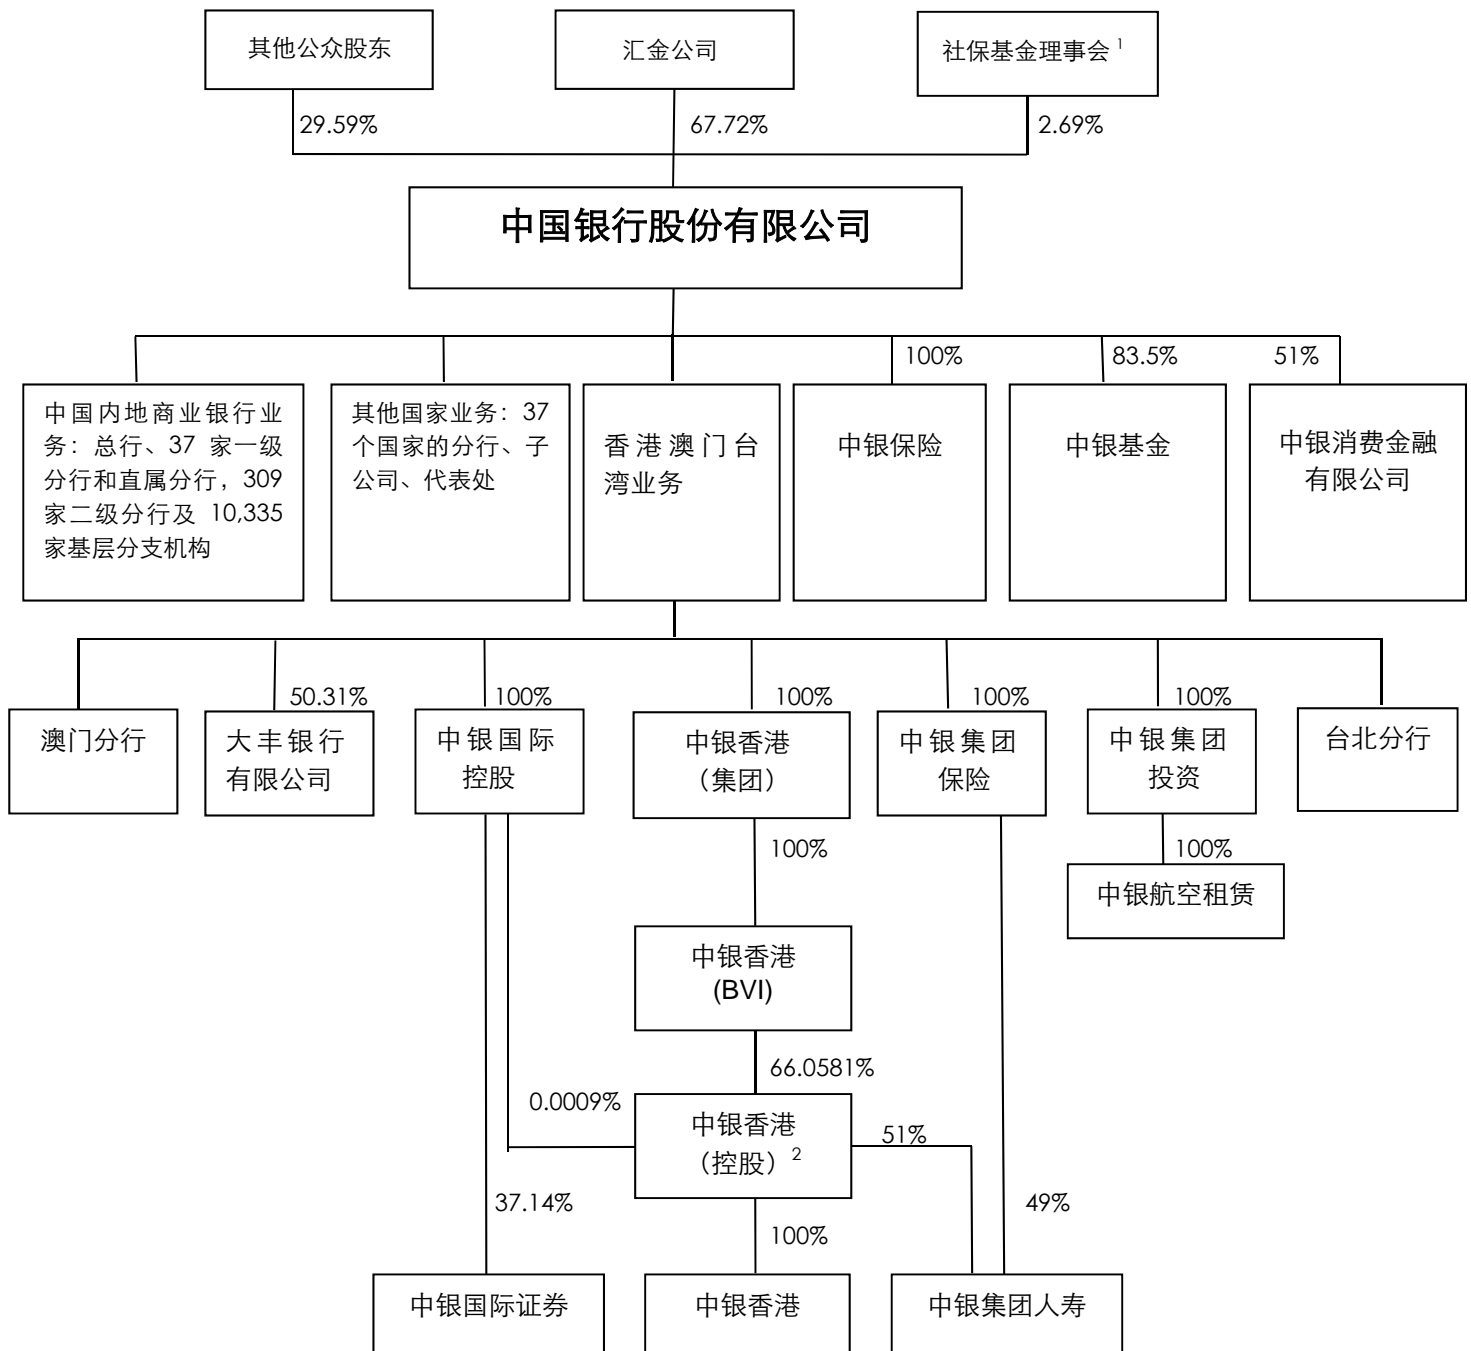 其他公众股东
汇金公司
社保基金理事会 1
29.59%
67.72%
2.69%
中国银行股份有限公司
100%
83.5%
51%
中国内地商业银行业
务：总行、37 家一级
分行和直属分行，309
家二级分行及 10,335
家基层分支机构
其他国家业务：37
个国家的分行、子
公司、代表处
香港澳门台
湾业务
中银保险
中银基金
中银消费金融
有限公司
50.31%
100%
100%
100%
100%
澳门分行
大丰银行
有限公司
中银国际
控股
中银香港
（集团）
中银集团
保险
中银集团
投资
台北分行
100%
100%
中银航空租赁
中银香港
(BVI)
66.0581%
0.0009%
中银香港
（控股）2
51%
37.14%
49%
100%
中银国际证券
中银香港
中银集团人寿